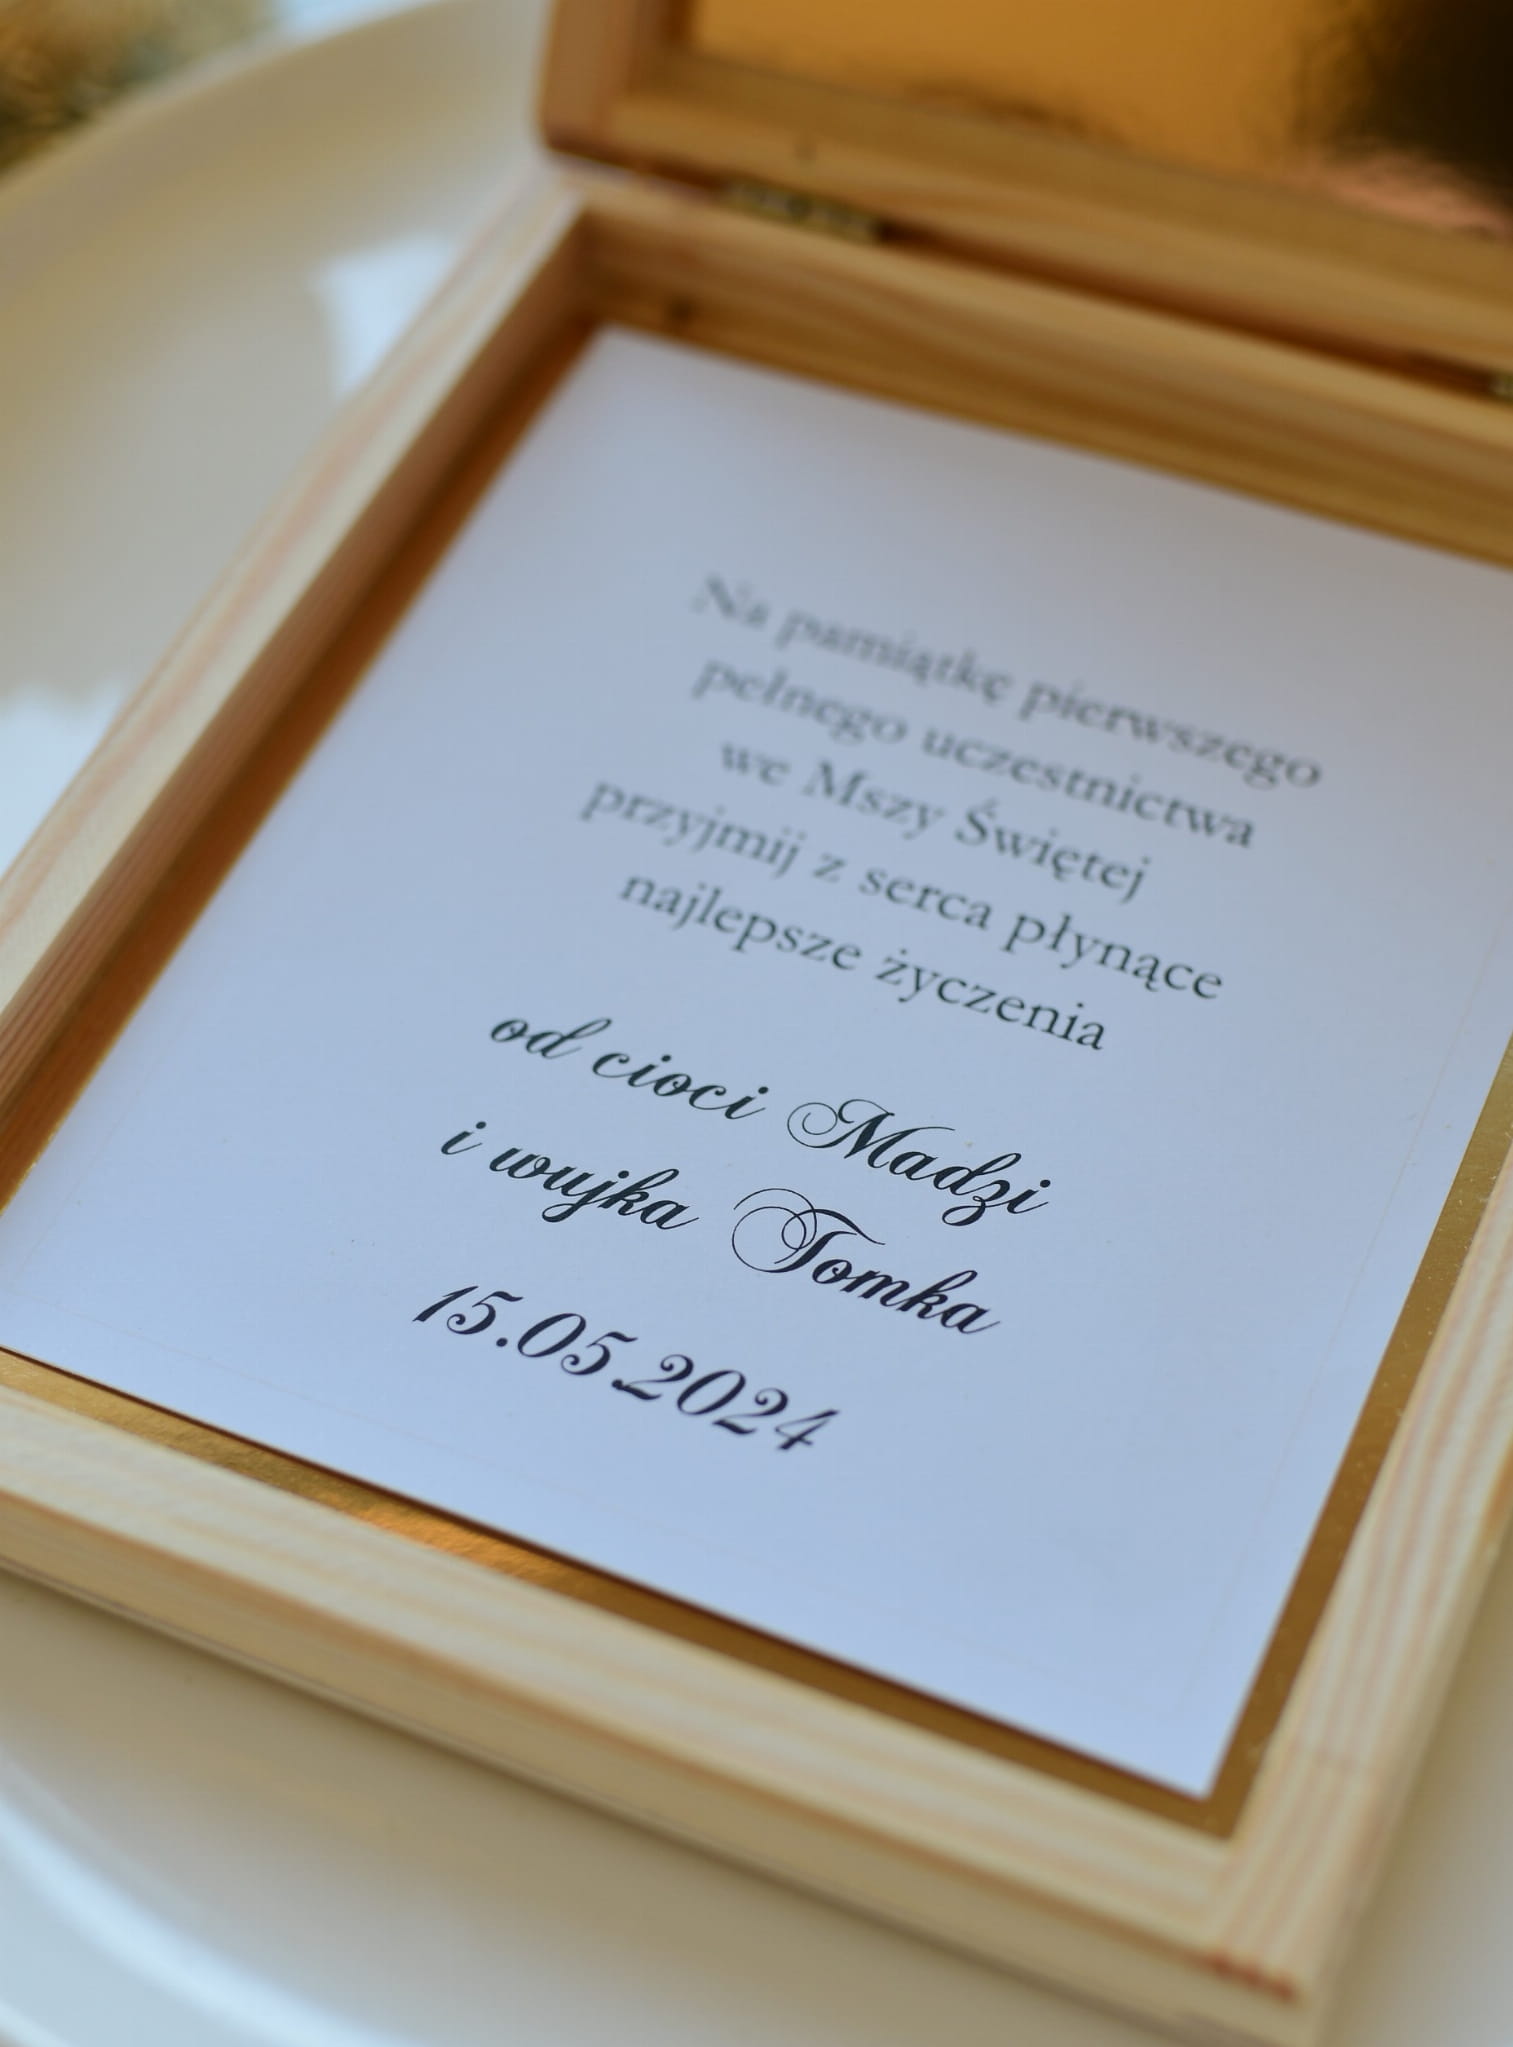 Na pamiątkę pierwszego
pełnego uczestnictwa
we Mszy Świętej
przyjmij z serca płynące
najlepsze życzenia
od cioci Madzi
i wujka Tomka
15.05.2024